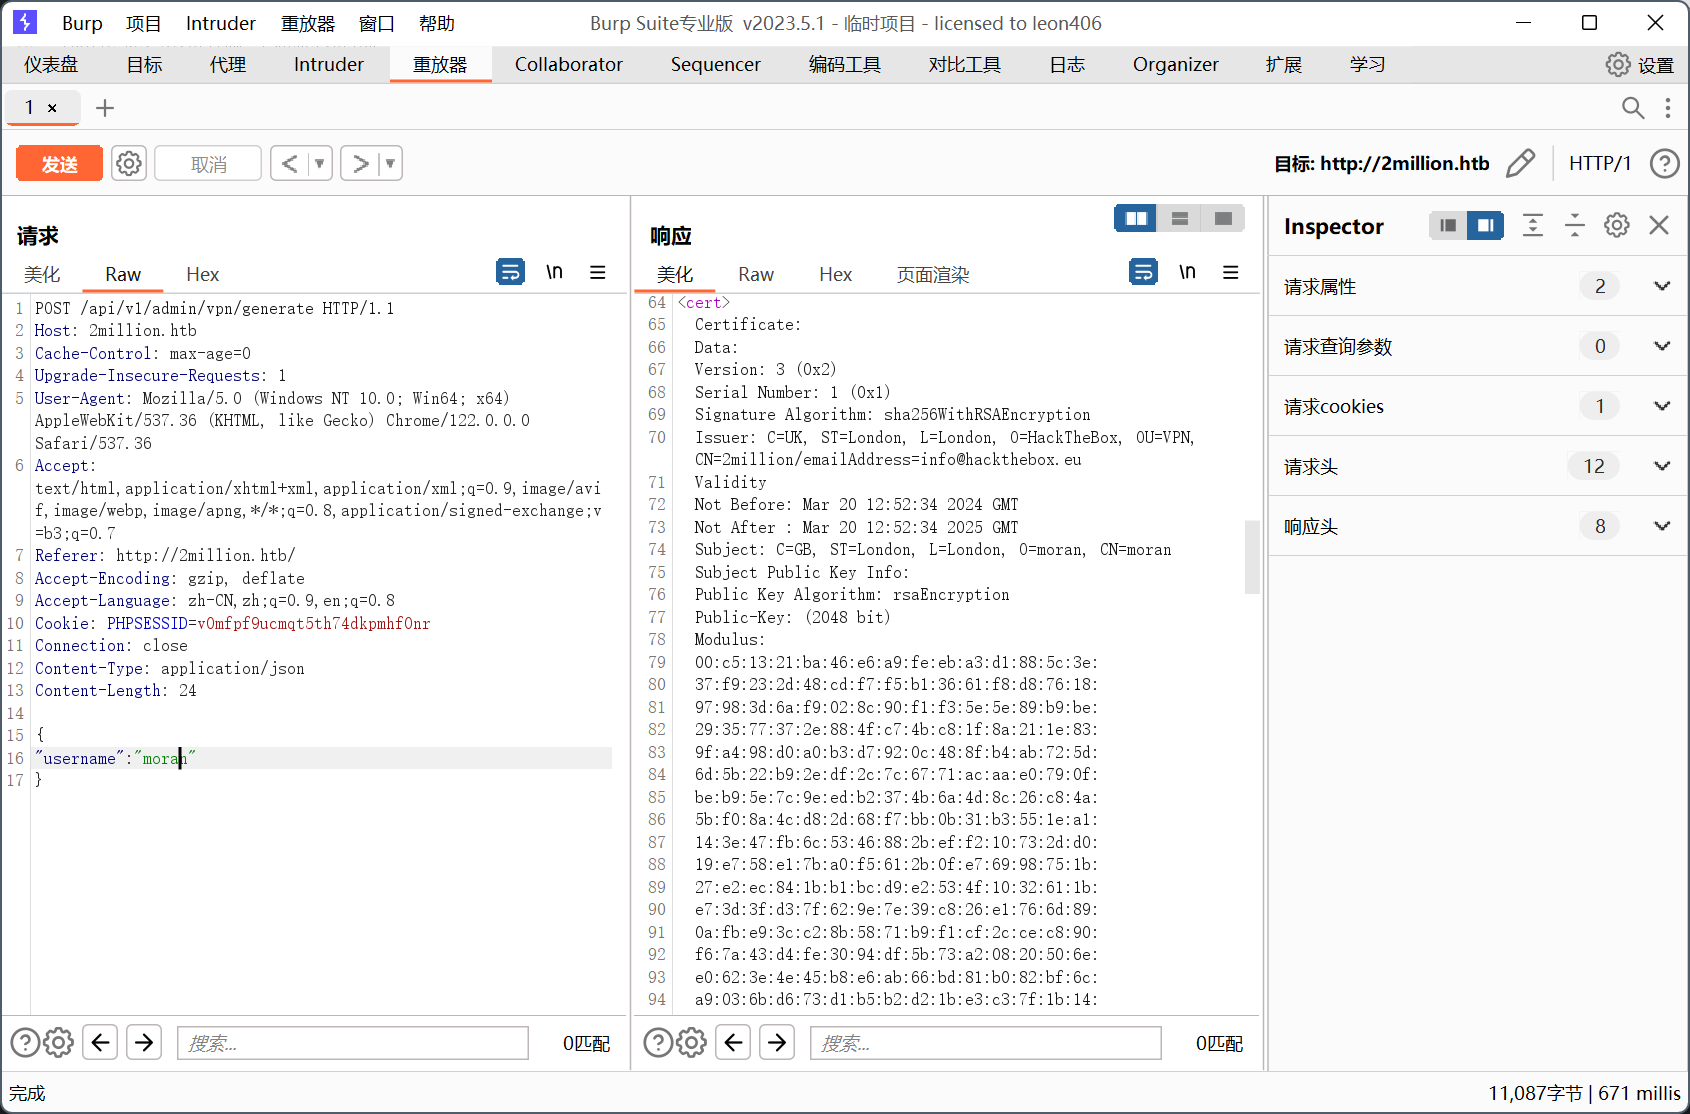 Burp 项目 Intruder 重放器 窗口 帮助 Burp Suite专业版 v2023.5.1 - 临时项目 - licensed to leon406
仪表盘 目标 代理 Intruder 重放器 Collaborator Sequencer 编码工具 对比工具 日志 Organizer 扩展 学习 设置
1 × +
发送 取消 < > 目标: http://2million.htb HTTP/1
请求
美化 Raw Hex \n
1 POST /api/v1/admin/vpn/generate HTTP/1.1
2 Host: 2million.htb
3 Cache-Control: max-age=0
4 Upgrade-Insecure-Requests: 1
5 User-Agent: Mozilla/5.0 (Windows NT 10.0; Win64; x64)
AppleWebKit/537.36 (KHTML, like Gecko) Chrome/122.0.0.0
Safari/537.36
6 Accept:
text/html,application/xhtml+xml,application/xml;q=0.9,image/avi
f,image/webp,image/apng,*/*;q=0.8,application/signed-exchange;v
=b3;q=0.7
7 Referer: http://2million.htb/
8 Accept-Encoding: gzip, deflate
9 Accept-Language: zh-CN,zh;q=0.9,en;q=0.8
10 Cookie: PHPSESSID=v0mfpf9ucmqt5th74dkpmhf0nr
11 Connection: close
12 Content-Type: application/json
13 Content-Length: 24
14
15 {
16 "username":"moran"
17 }
搜索... 0匹配
响应
美化 Raw Hex 页面渲染 \n
64 <cert>
65 Certificate:
66 Data:
67 Version: 3 (0x2)
68 Serial Number: 1 (0x1)
69 Signature Algorithm: sha256WithRSAEncryption
70 Issuer: C=UK, ST=London, L=London, O=HackTheBox, OU=VPN,
CN=2million/emailAddress=info@hackthebox.eu
71 Validity
72 Not Before: Mar 20 12:52:34 2024 GMT
73 Not After : Mar 20 12:52:34 2025 GMT
74 Subject: C=GB, ST=London, L=London, O=moran, CN=moran
75 Subject Public Key Info:
76 Public Key Algorithm: rsaEncryption
77 Public-Key: (2048 bit)
78 Modulus:
79 00:c5:13:21:ba:46:e6:a9:fe:eb:a3:d1:88:5c:3e:
80 37:f9:23:2d:48:cd:f7:f5:b1:36:61:f8:d8:76:18:
81 97:98:3d:6a:f9:02:8c:90:f1:f3:5e:5e:89:b9:be:
82 29:35:77:37:2e:88:4f:c7:4b:c8:1f:8a:21:1e:83:
83 9f:a4:98:d0:a0:b3:d7:92:0c:48:8f:b4:ab:72:5d:
84 6d:5b:22:b9:2e:df:2c:7c:67:71:ac:aa:e0:79:0f:
85 be:b9:5e:7c:9e:ed:b2:37:4b:6a:4d:8c:26:c8:4a:
86 5b:f0:8a:4c:d8:2d:68:f7:bb:0b:31:b3:55:1e:a1:
87 14:3e:47:fb:6c:53:46:88:2b:ef:f2:10:73:2d:d0:
88 19:e7:58:e1:7b:a0:f5:61:2b:0f:e7:69:98:75:1b:
89 27:e2:ec:84:1b:b1:bc:d9:e2:53:4f:10:32:61:1b:
90 e7:3d:3f:d3:7f:62:9e:7e:39:c8:26:e1:76:6d:89:
91 0a:fb:e9:3c:c2:8b:58:71:b9:f1:cf:2c:ce:c8:90:
92 f6:7a:43:d4:fe:30:94:df:5b:73:a2:08:20:50:6e:
93 e0:62:3e:4e:45:b8:e6:ab:66:bd:81:b0:82:bf:6c:
94 a9:03:6b:d6:73:d1:b5:b2:d2:1b:e3:c3:7f:1b:14:
搜索... 0匹配
Inspector
请求属性 2
请求查询参数 0
请求cookies 1
请求头 12
响应头 8
完成 11,087字节 | 671 millis